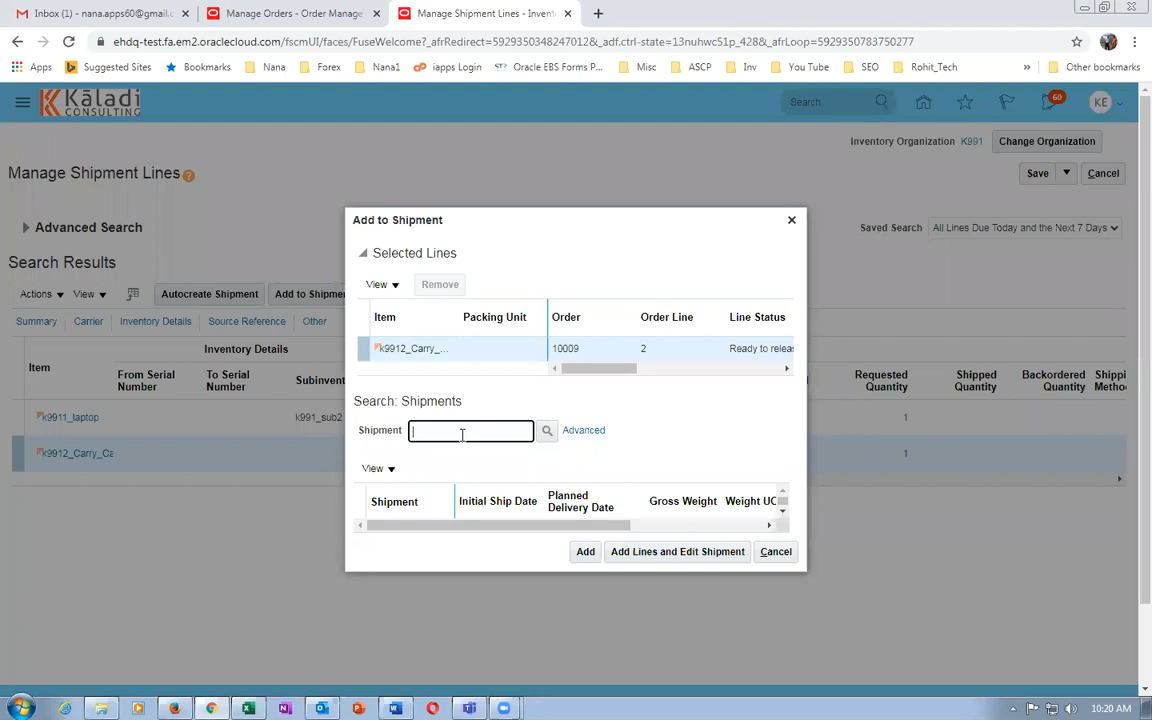 Inbox (1) - nana.apps60@gmail.c
Manage Orders - Order Manage
Manage Shipment Lines - Invent
ehdq-test.fa.em2.oraclecloud.com/fscmUI/faces/FuseWelcome?_afrRedirect=5929350348247012&_adf.ctrl-state=13nuhwc51p_428&_afrLoop=5929350783750277
Apps
Suggested Sites
Bookmarks
Nana
Forex
Nana1
iapps Login
Oracle EBS Forms P...
Misc
ASCP
Inv
You Tube
SEO
Rohit_Tech
»
Other bookmarks
Kāladi
CONSULTING
Search
60
KE
Inventory Organization K991
Change Organization
Manage Shipment Lines
Save
Cancel
Advanced Search
Saved Search
All Lines Due Today and the Next 7 Days
Search Results
Actions
View
Autocreate Shipment
Add to Shipme
Summary
Carrier
Inventory Details
Source Reference
Other
Item
Inventory Details
From Serial Number
To Serial Number
Subinvent
Requested Quantity
Shipped Quantity
Backordered Quantity
Shippi Metho
k9911_laptop
k991_sub2
1
k9912_Carry_Ca
1
Add to Shipment
Selected Lines
View
Remove
Item
Packing Unit
Order
Order Line
Line Status
k9912_Carry_...
10009
2
Ready to releas
Search: Shipments
Shipment
Advanced
View
Shipment
Initial Ship Date
Planned Delivery Date
Gross Weight
Weight UO
Add
Add Lines and Edit Shipment
Cancel
10:20 AM